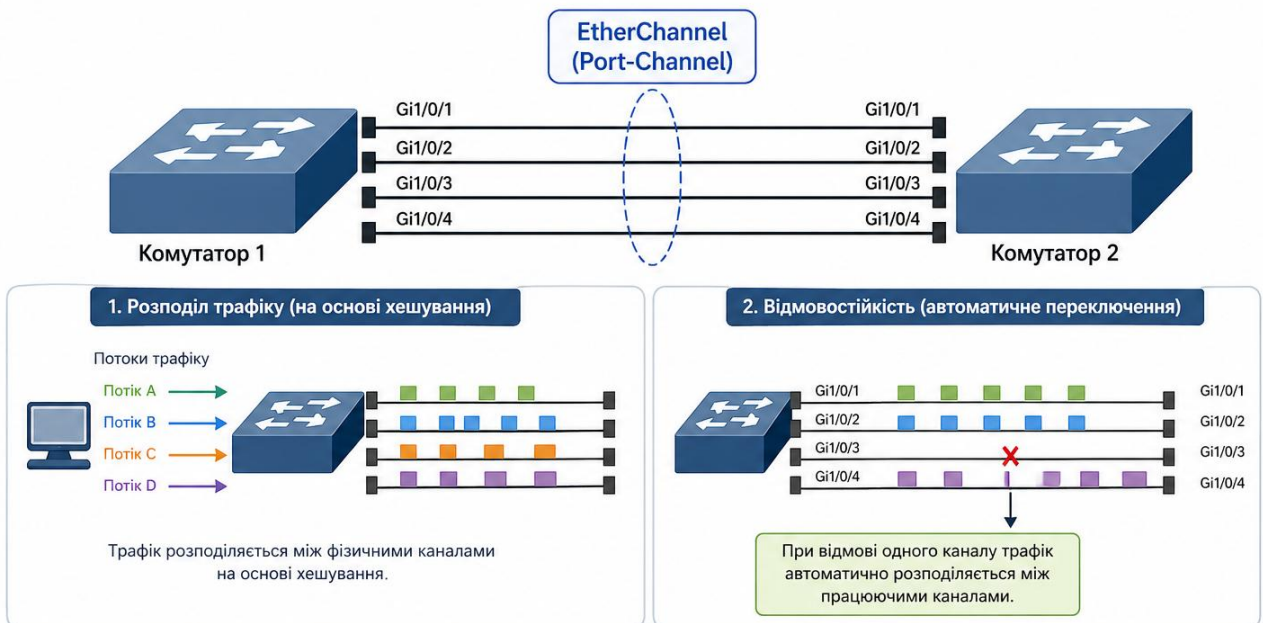 EtherChannel
(Port-Channel)
Gi1/0/1
Gi1/0/1
Gi1/0/2
Gi1/0/2
Gi1/0/3
Gi1/0/3
Gi1/0/4
Gi1/0/4
Комутатор 1
Комутатор 2
1. Розподіл трафіку (на основі хешування)
Потоки трафіку
Потік A
Потік B
Потік C
Потік D
Трафік розподіляється між фізичними каналами
на основі хешування.
2. Відмовостійкість (автоматичне переключення)
Gi1/0/1
Gi1/0/1
Gi1/0/2
Gi1/0/2
Gi1/0/3
Gi1/0/3
Gi1/0/4
Gi1/0/4
При відмові одного каналу трафік
автоматично розподіляється між
працюючими каналами.